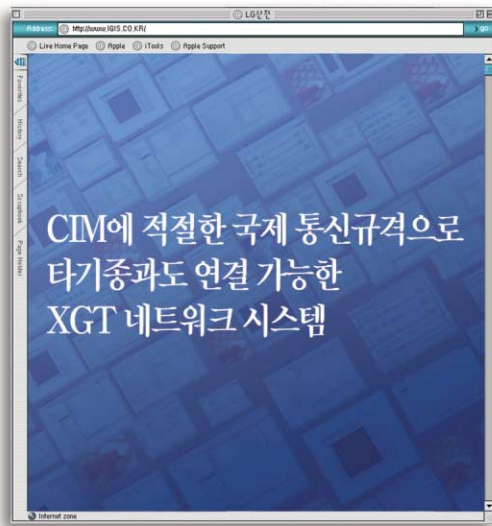 LG산전
Address: http://www.IGIS.CO.KR/
go
Live Home Page Apple iTools Apple Support
Favorites
History
Search
Scrapbook
Page Holder
CIM에 적절한 국제 통신규격으로
타기종과도 연결 가능한
XGT 네트워크 시스템
Internet zone